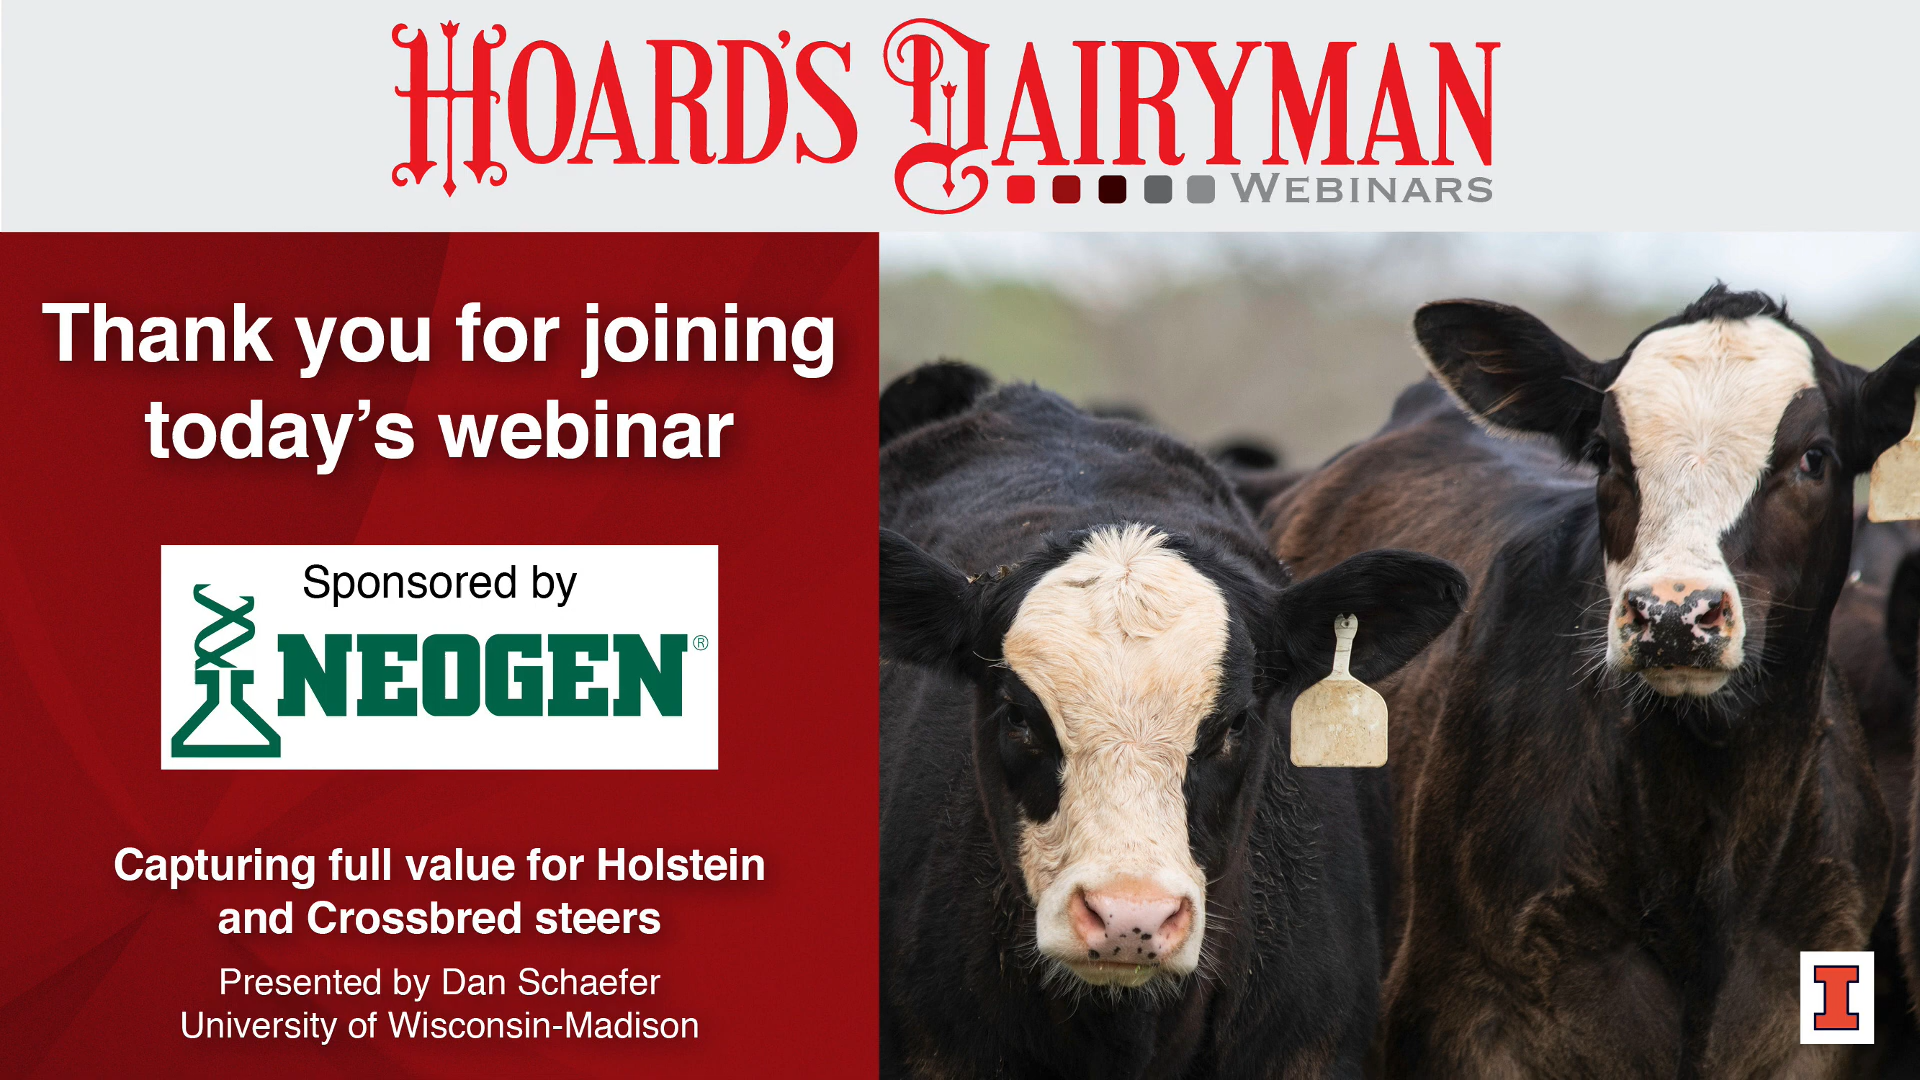 HOARD'S DAIRYMAN
WEBINARS
Thank you for joining
today’s webinar
Sponsored by
NEOGEN®
Capturing full value for Holstein
and Crossbred steers
Presented by Dan Schaefer
University of Wisconsin-Madison
I